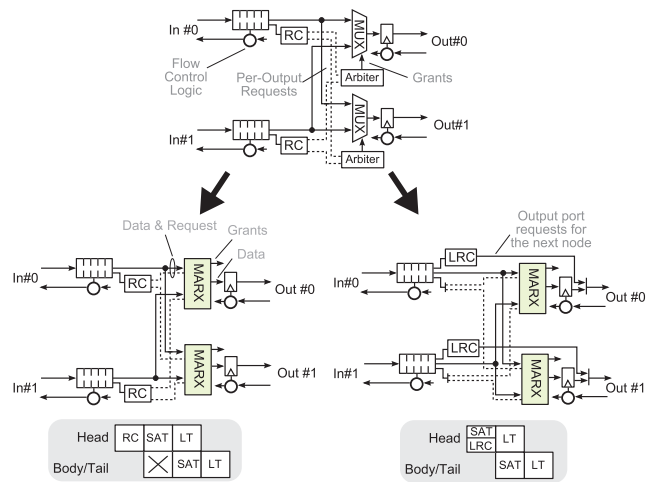 In #0
RC
MUX
Out#0
Flow
Control
Logic
Per-Output
Requests
Arbiter
Grants
In#1
RC
MUX
Out#1
Arbiter
Data & Request
Grants
Data
In#0
RC
MARX
Out #0
In#1
RC
MARX
Out #1
Head RC SAT LT
Body/Tail SAT LT
Output port
requests for
the next node
LRC
In#0
MARX
Out #0
LRC
In#1
MARX
Out #1
Head SAT LRC LT
Body/Tail SAT LT